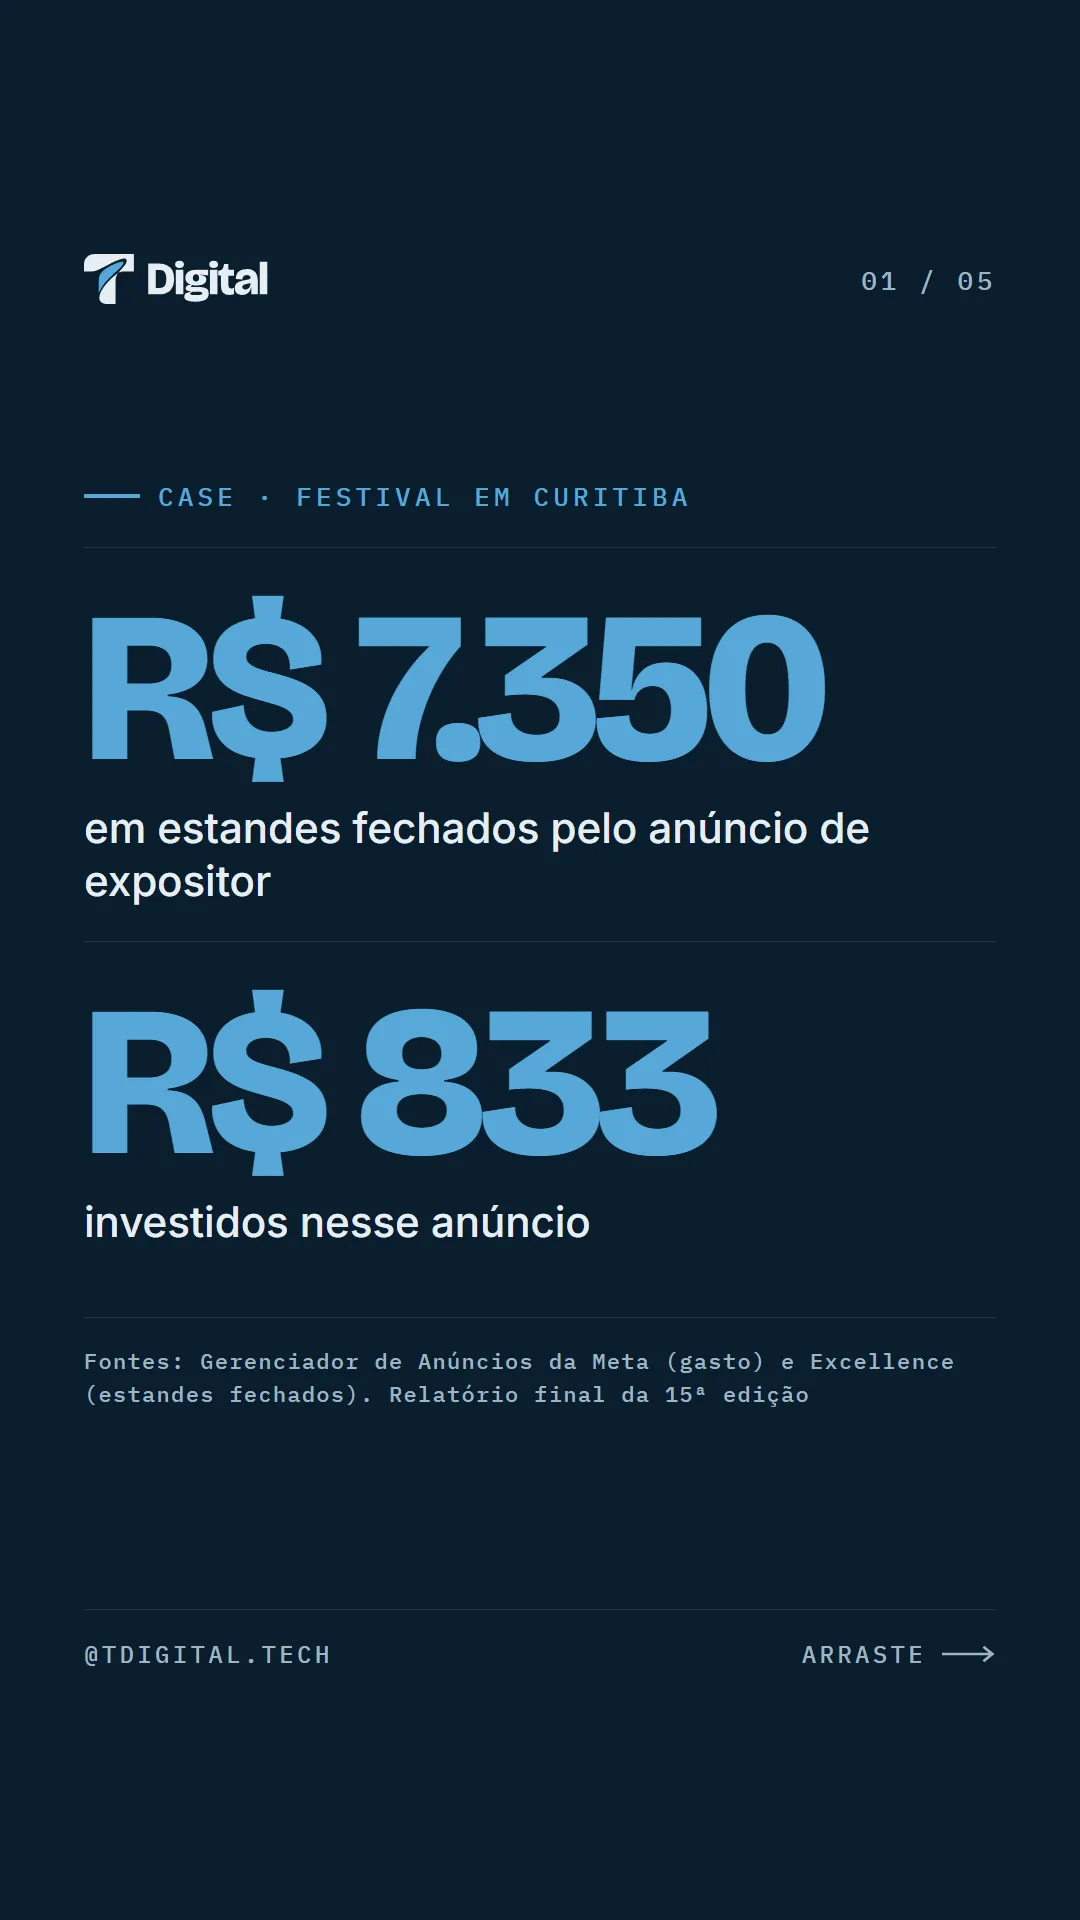 T Digital
01 / 05
CASE · FESTIVAL EM CURITIBA
R$ 7.350
em estandes fechados pelo anúncio de
expositor
R$ 833
investidos nesse anúncio
Fontes: Gerenciador de Anúncios da Meta (gasto) e Excellence
(estandes fechados). Relatório final da 15ª edição
@TDIGITAL.TECH
ARRASTE